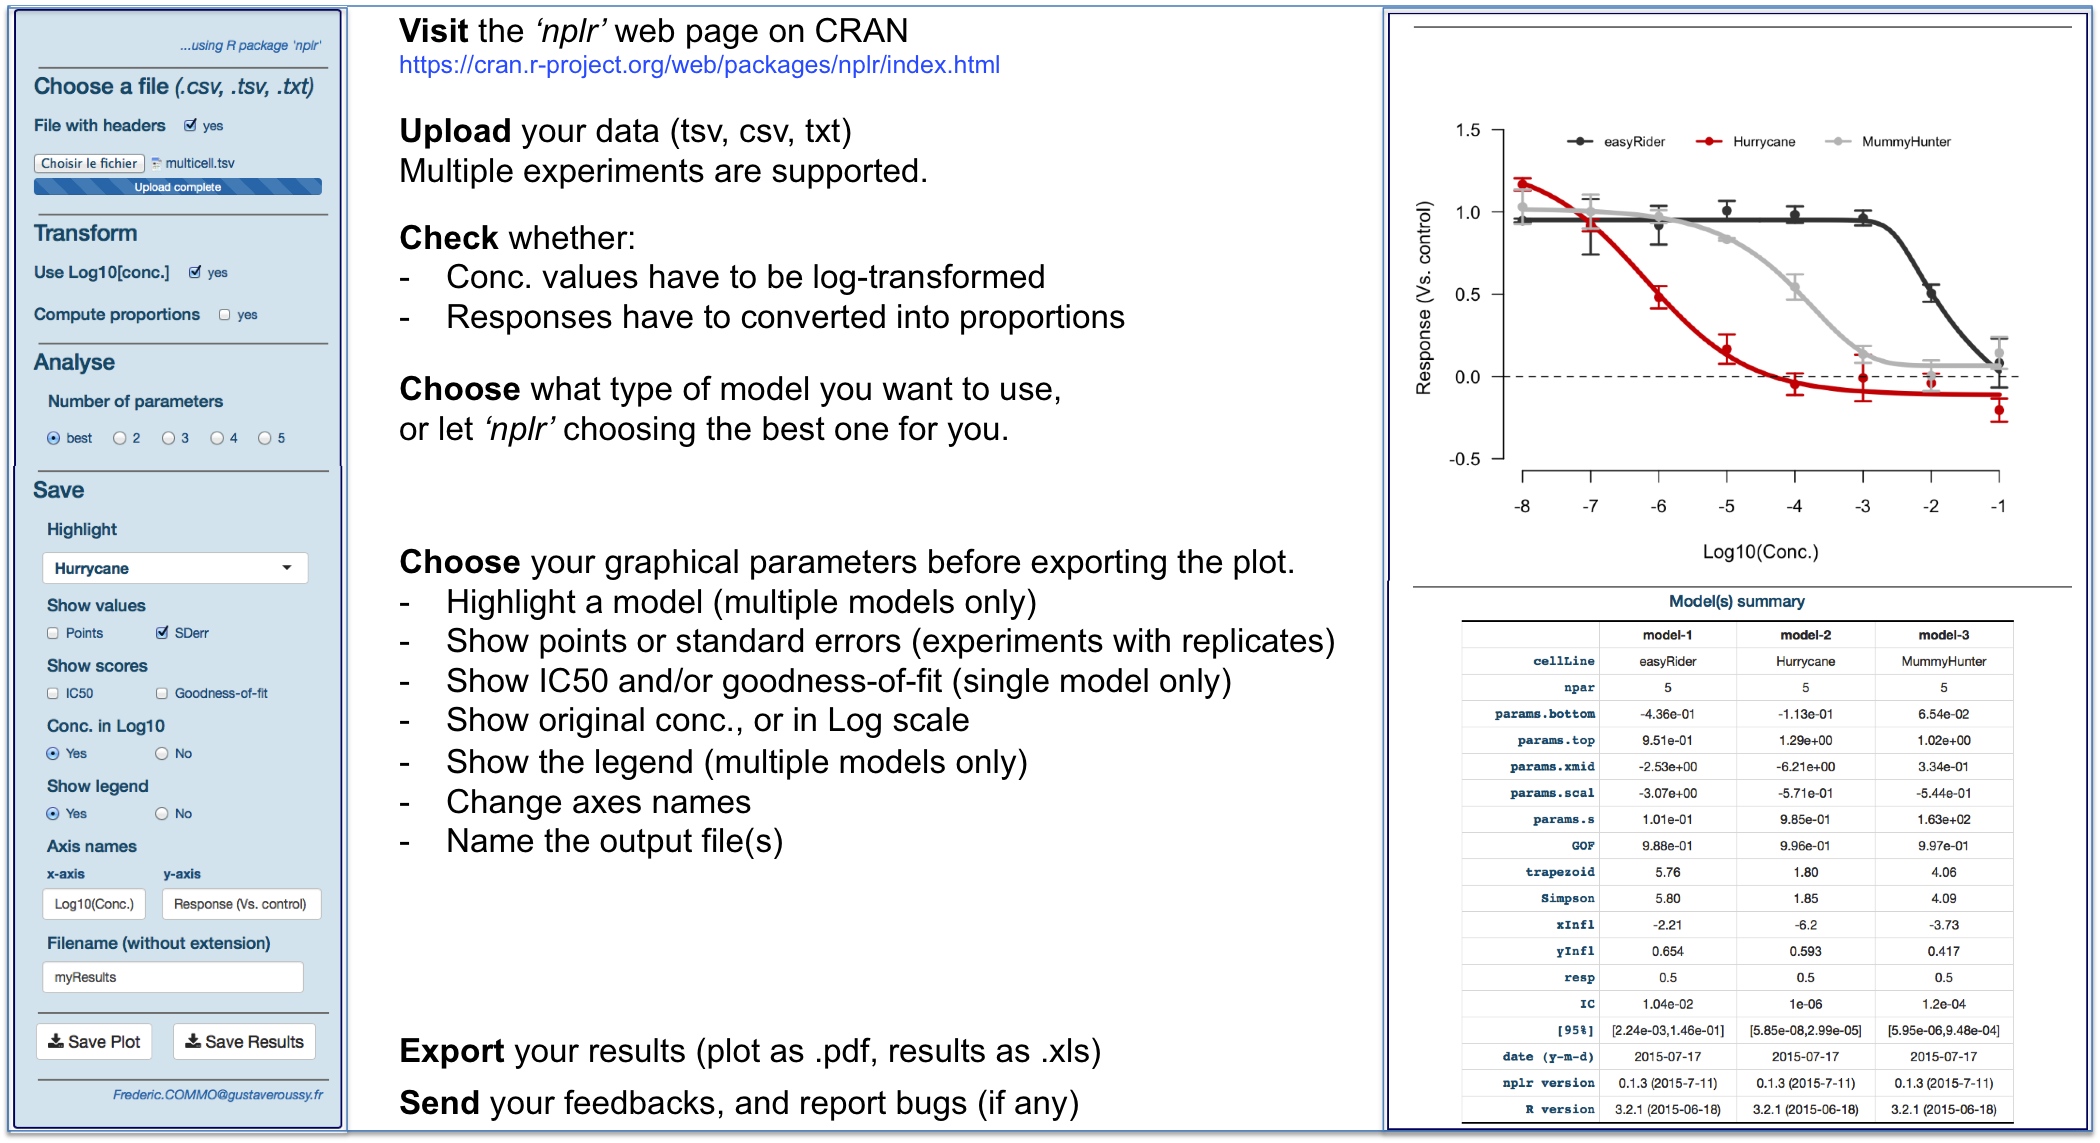 ...using R package 'nplr'
Choose a file (.csv, .tsv, .txt)
File with headers yes
Choisir le fichier multicell.tsv
Upload complete
Transform
Use Log10[conc.] yes
Compute proportions yes
Analyse
Number of parameters
best 2 3 4 5
Save
Highlight
Hurrycane
Show values
Points SDerr
Show scores
IC50 Goodness-of-fit
Conc. in Log10
Yes No
Show legend
Yes No
Axis names
x-axis y-axis
Log10(Conc.) Response (Vs. control)
Filename (without extension)
myResults
Save Plot Save Results
Frederic.COMMO@gustaveroussy.fr
Visit the ‘nplr’ web page on CRAN
https://cran.r-project.org/web/packages/nplr/index.html
Upload your data (tsv, csv, txt)
Multiple experiments are supported.
Check whether:
- Conc. values have to be log-transformed
- Responses have to converted into proportions
Choose what type of model you want to use,
or let ‘nplr’ choosing the best one for you.
Choose your graphical parameters before exporting the plot.
- Highlight a model (multiple models only)
- Show points or standard errors (experiments with replicates)
- Show IC50 and/or goodness-of-fit (single model only)
- Show original conc., or in Log scale
- Show the legend (multiple models only)
- Change axes names
- Name the output file(s)
Export your results (plot as .pdf, results as .xls)
Send your feedbacks, and report bugs (if any)
easyRider Hurrycane MummyHunter
Response (Vs. control)
1.5
1.0
0.5
0.0
-0.5
-8 -7 -6 -5 -4 -3 -2 -1
Log10(Conc.)
Model(s) summary
model-1 model-2 model-3
cellLine easyRider Hurrycane MummyHunter
npar 5 5 5
params.bottom -4.36e-01 -1.13e-01 6.54e-02
params.top 9.51e-01 1.29e+00 1.02e+00
params.xmid -2.53e+00 -6.21e+00 3.34e-01
params.scal -3.07e+00 -5.71e-01 -5.44e-01
params.s 1.01e-01 9.85e-01 1.63e+02
GOF 9.88e-01 9.96e-01 9.97e-01
trapezoid 5.76 1.80 4.06
Simpson 5.80 1.85 4.09
xInfl -2.21 -6.2 -3.73
yInfl 0.654 0.593 0.417
resp 0.5 0.5 0.5
IC 1.04e-02 1e-06 1.2e-04
[95%] [2.24e-03,1.46e-01] [5.85e-08,2.99e-05] [5.95e-06,9.48e-04]
date (y-m-d) 2015-07-17 2015-07-17 2015-07-17
nplr version 0.1.3 (2015-7-11) 0.1.3 (2015-7-11) 0.1.3 (2015-7-11)
R version 3.2.1 (2015-06-18) 3.2.1 (2015-06-18) 3.2.1 (2015-06-18)